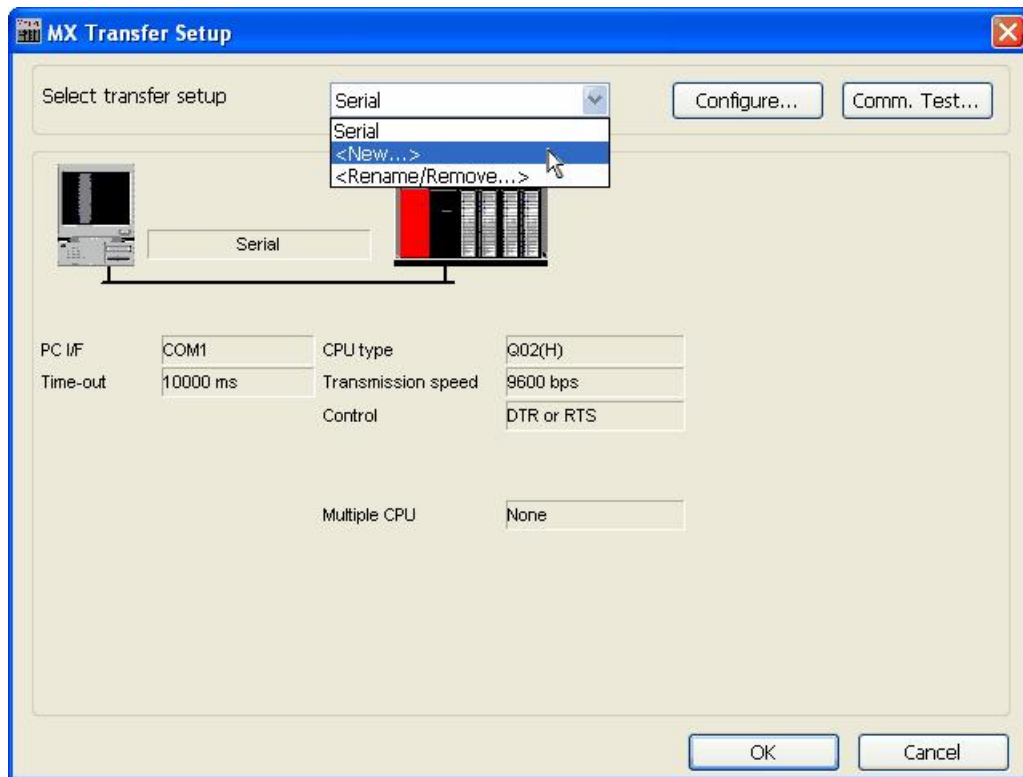 MX Transfer Setup
Select transfer setup
Serial
Configure...
Comm. Test...
Serial
<New...>
<Rename/Remove...>
Serial
PC I/F COM1 CPU type Q02(H)
Time-out 10000 ms Transmission speed 9600 bps
Control DTR or RTS
Multiple CPU None
OK Cancel